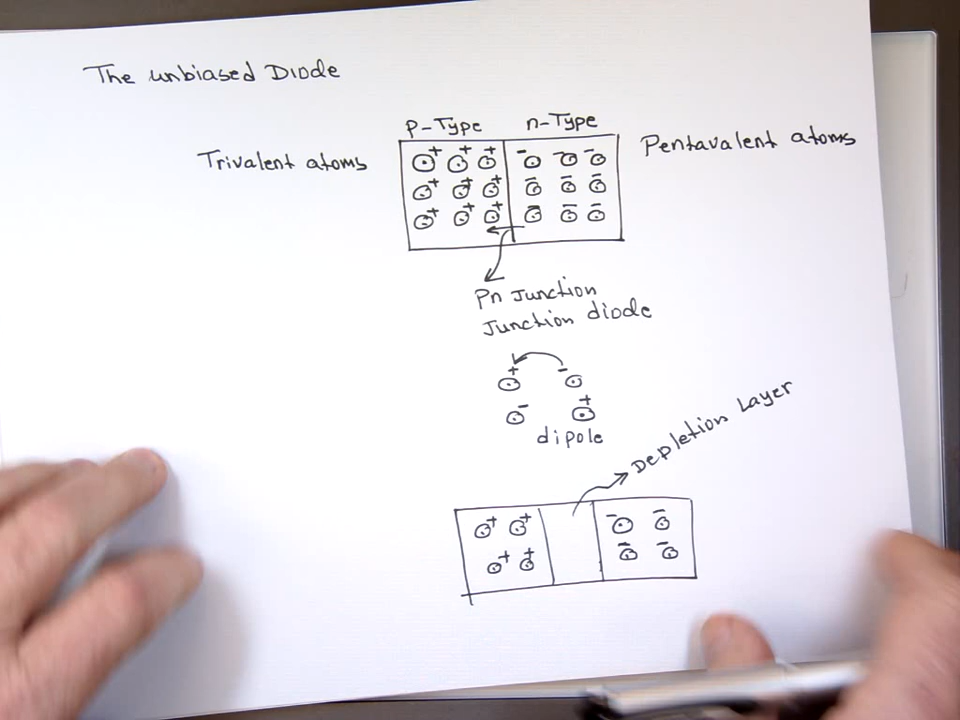 The unbiased Diode
P-Type n-Type
Trivalent atoms
Pentavalent atoms
Pn Junction
Junction diode
dipole
Depletion Layer